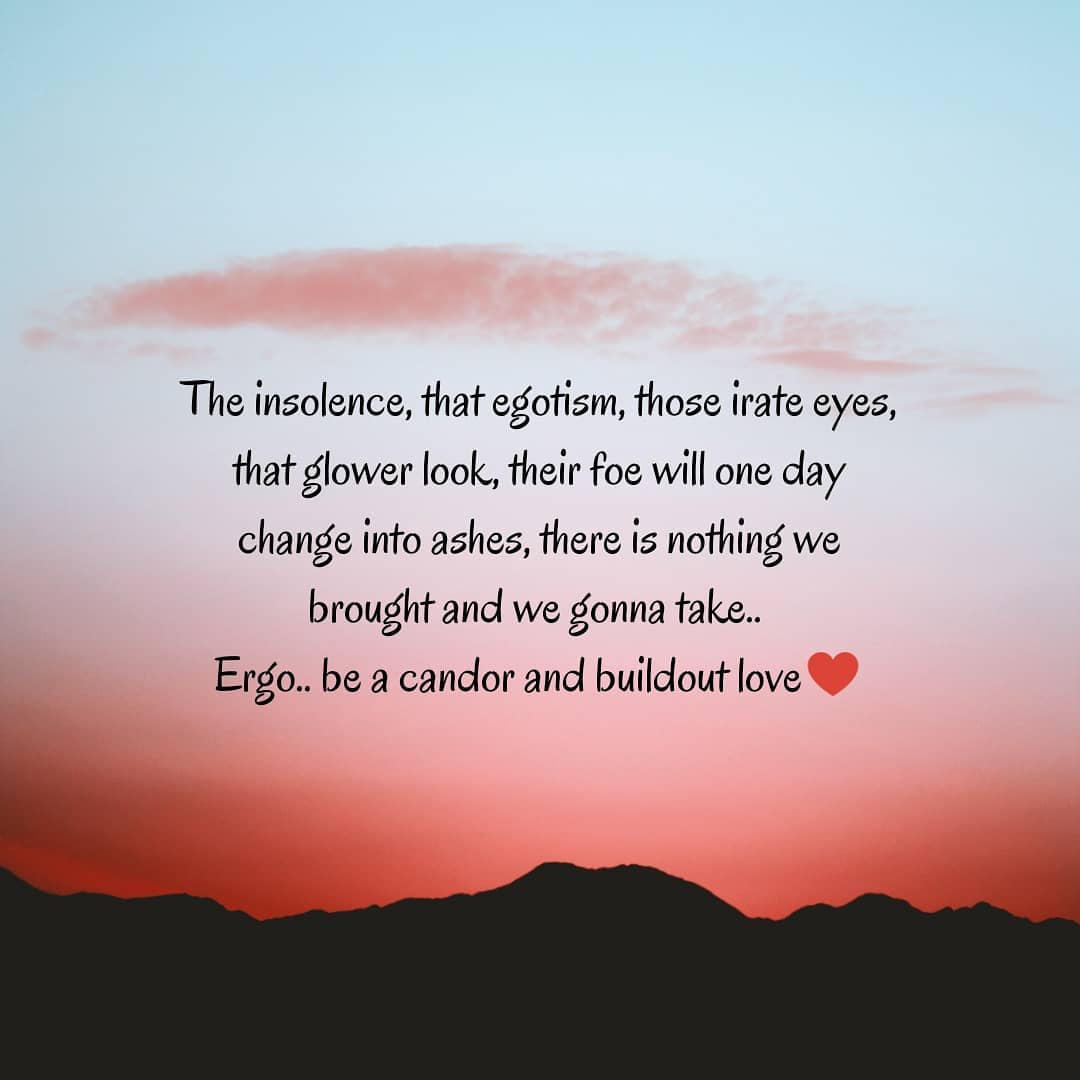 The insolence, that egotism, those irate eyes,
that glower look, their foe will one day
change into ashes, there is nothing we
brought and we gonna take..
Ergo.. be a candor and buildout love ❤